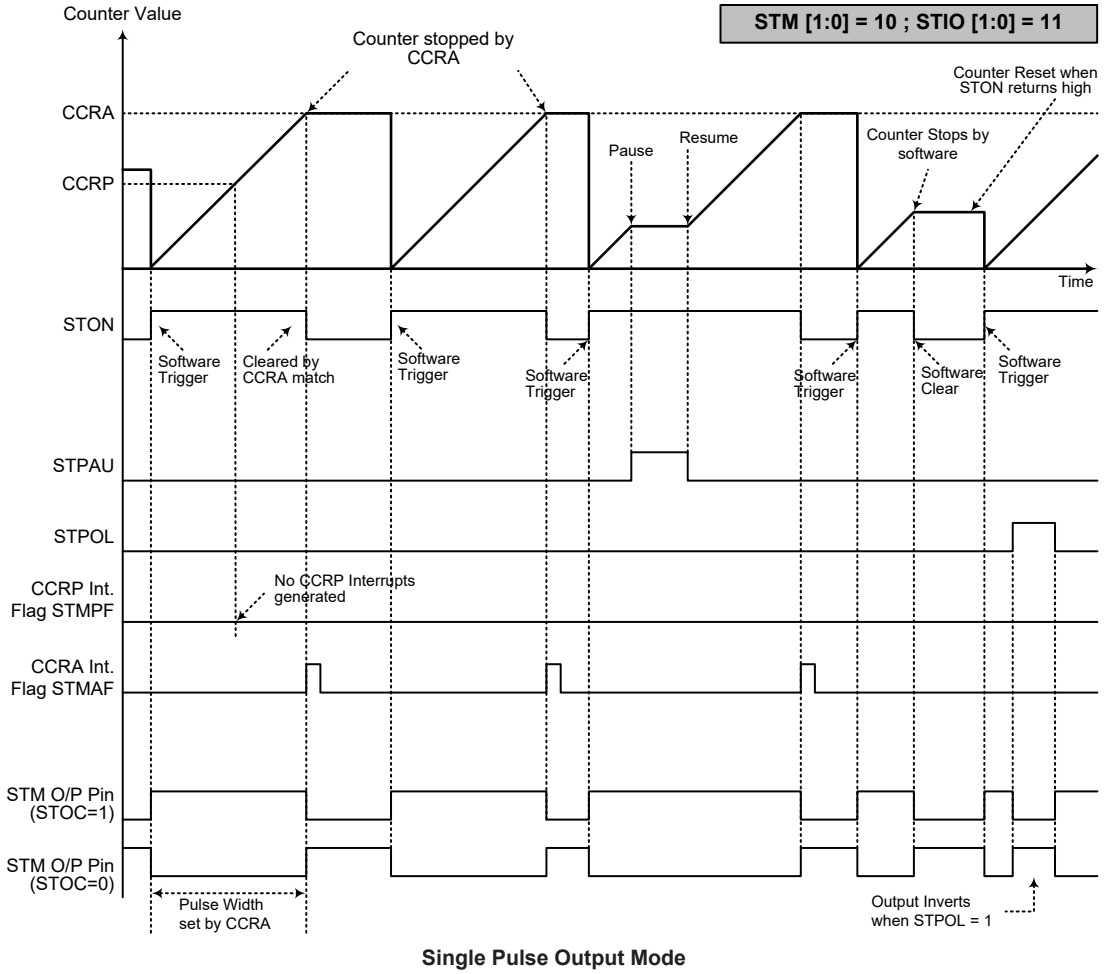 Counter Value
STM [1:0] = 10 ; STIO [1:0] = 11
Counter stopped by
CCRA
Counter Reset when
STON returns high
CCRA
Pause
Resume
Counter Stops by
software
CCRP
Time
STON
Software
Trigger
Cleared by
CCRA match
Software
Trigger
Software
Trigger
Software
Trigger
Software
Clear
Software
Trigger
STPAU
STPOL
CCRP Int.
Flag STMPF
No CCRP Interrupts
generated
CCRA Int.
Flag STMAF
STM O/P Pin
(STOC=1)
STM O/P Pin
(STOC=0)
Pulse Width
set by CCRA
Output Inverts
when STPOL = 1
Single Pulse Output Mode